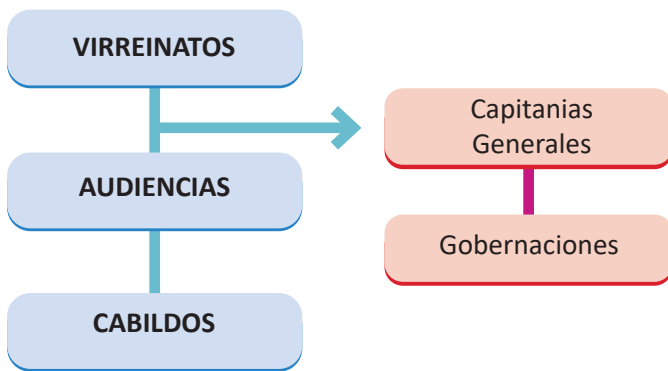 VIRREINATOS
Capitanias
Generales
AUDIENCIAS
Gobernaciones
CABILDOS